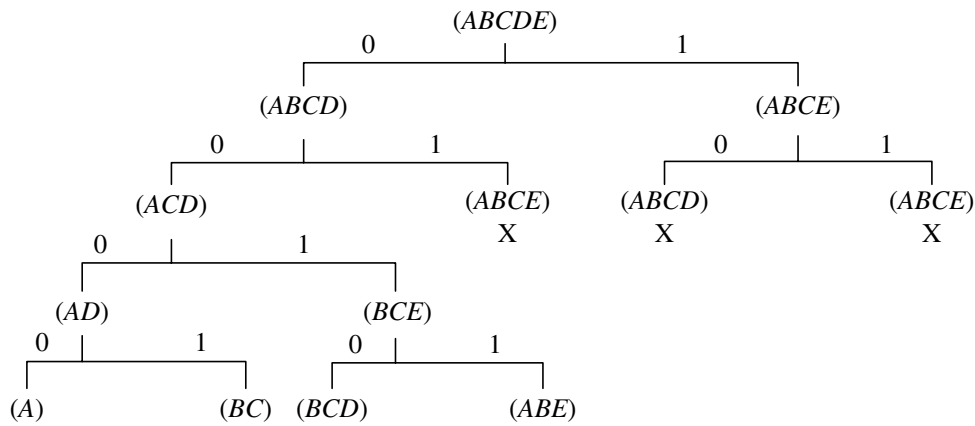 (ABCDE)
0 1
(ABCD) (ABCE)
0 1 0 1
(ACD) (ABCE) (ABCD) (ABCE)
X X X
0 1
(AD) (BCE)
0 1 0 1
(A) (BC) (BCD) (ABE)